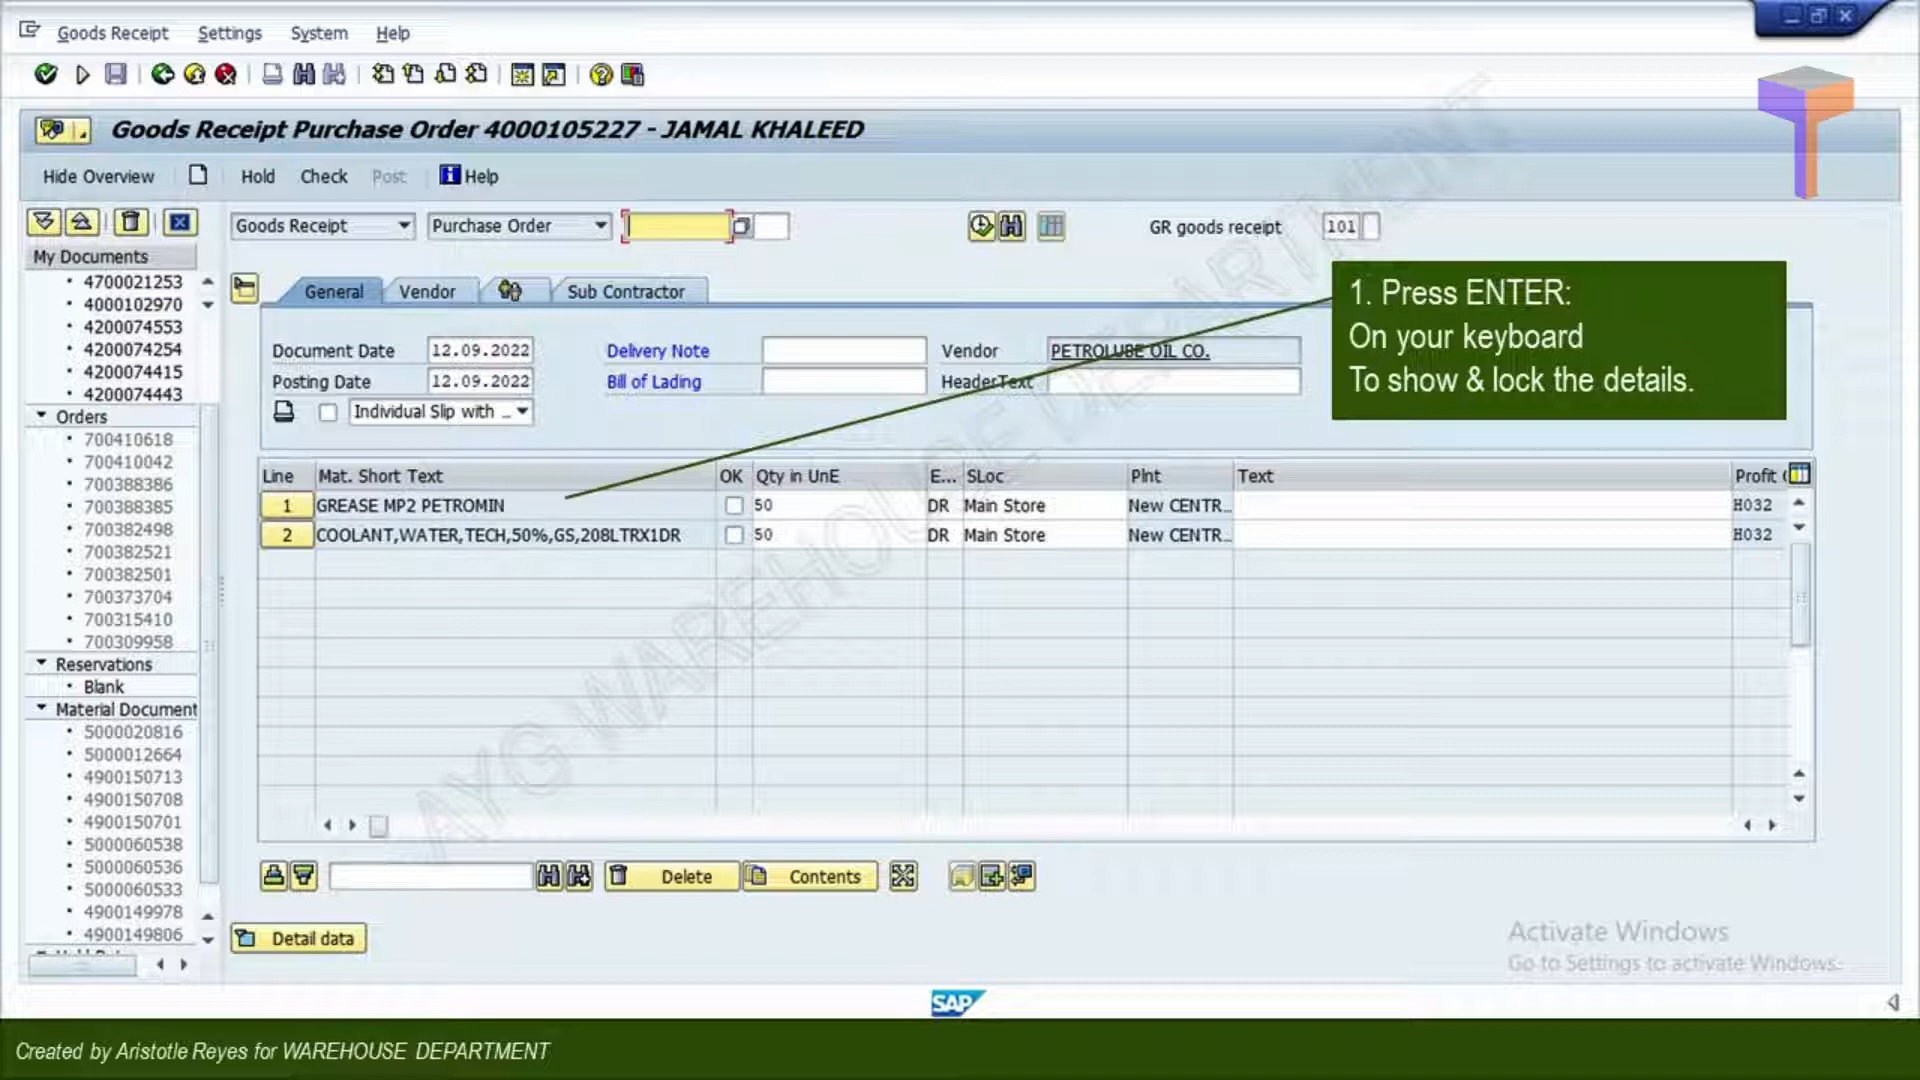 Goods Receipt Settings System Help
Goods Receipt Purchase Order 4000105227 - JAMAL KHALEED
Hide Overview Hold Check Post i Help
Goods Receipt Purchase Order GR goods receipt 101
My Documents
4700021253
4000102970
4200074553
4200074254
4200074415
4200074443
Orders
700410618
700410042
700388386
700388385
700382498
700382521
700382501
700373704
700315410
700309958
Reservations
Blank
Material Document
5000020816
5000012664
4900150713
4900150708
4900150701
5000060538
5000060536
5000060533
4900149978
4900149806
General Vendor Sub Contractor
Document Date 12.09.2022 Delivery Note Vendor PETROLUBE OIL CO.
Posting Date 12.09.2022 Bill of Lading HeaderText
Individual Slip with ...
1. Press ENTER:
On your keyboard
To show & lock the details.
Line Mat. Short Text OK Qty in UnE E... SLoc Plnt Text Profit
1 GREASE MP2 PETROMIN 50 DR Main Store New CENTR... H032
2 COOLANT,WATER,TECH,50%,GS,208LTRX1DR 50 DR Main Store New CENTR... H032
AYG WAREHOUSE DEPARTMENT
Delete Contents
Detail data
Activate Windows
Go to Settings to activate Windows.
SAP
Created by Aristotle Reyes for WAREHOUSE DEPARTMENT